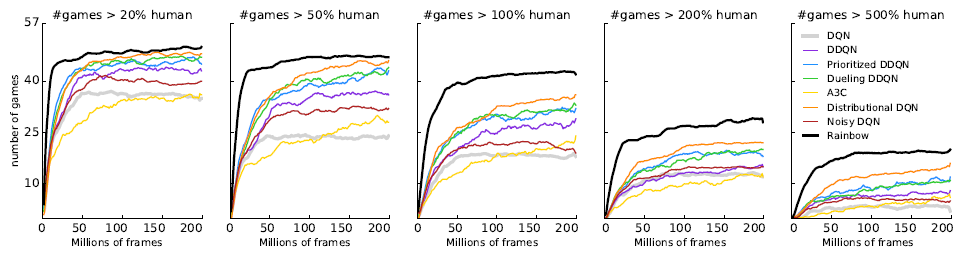 #games > 20% human
#games > 50% human
#games > 100% human
#games > 200% human
#games > 500% human
number of games
57
40
25
10
0 50 100 150 200
Millions of frames
0 50 100 150 200
Millions of frames
0 50 100 150 200
Millions of frames
0 50 100 150 200
Millions of frames
0 50 100 150 200
Millions of frames
DQN
DDQN
Prioritized DDQN
Dueling DDQN
A3C
Distributional DQN
Noisy DQN
Rainbow